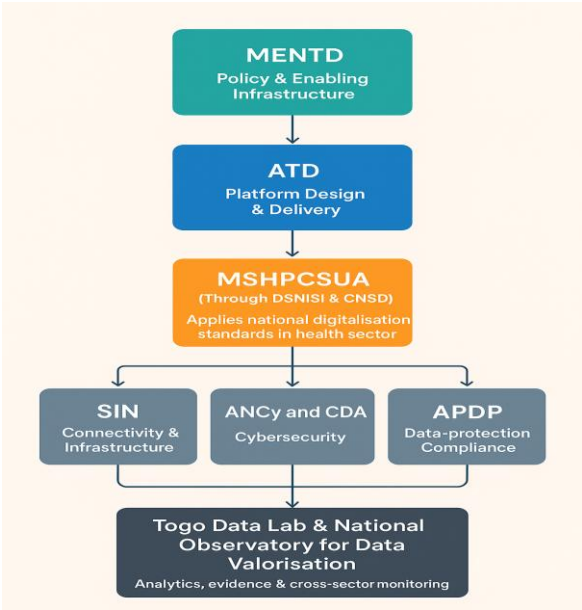 MENTD
Policy & Enabling
Infrastructure
ATD
Platform Design
& Delivery
MSHPCSUA
(Through DSNISI & CNSD)
Applies national digitalisation
standards in health sector
SIN
Connectivity &
Infrastructure
ANCy and CDA
Cybersecurity
APDP
Data-protection
Compliance
Togo Data Lab & National
Observatory for Data
Valorisation
Analytics, evidence & cross-sector monitoring